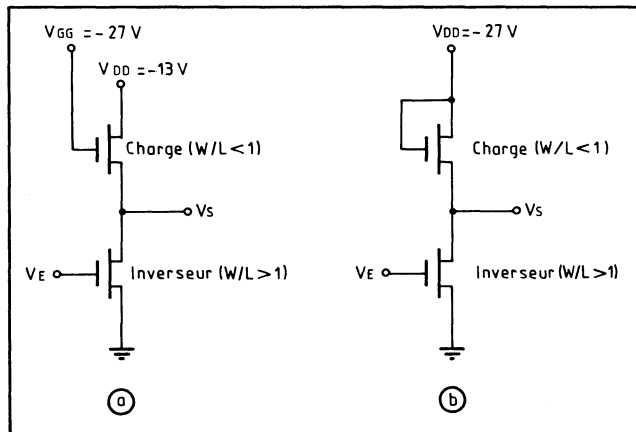 VGG = -27 V
VDD = -13 V
Charge (W/L < 1)
VS
VE
Inverseur (W/L > 1)
a
VDD = -27 V
Charge (W/L < 1)
VS
VE
Inverseur (W/L > 1)
b